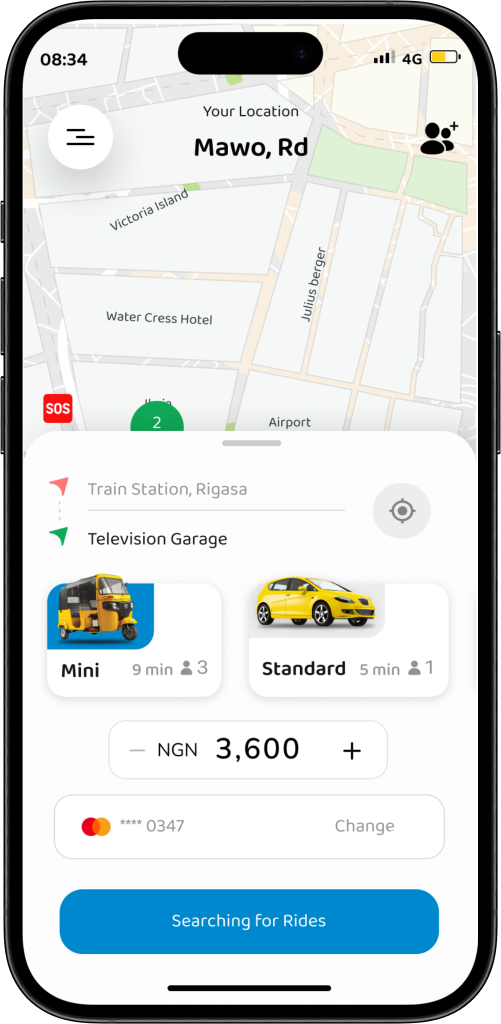 08:34
4G
Your Location
Mawo, Rd
Victoria Island
Julius berger
Water Cress Hotel
SOS
2
Airport
Train Station, Rigasa
Television Garage
Mini 9 min 3
Standard 5 min 1
− NGN 3,600 +
**** 0347 Change
Searching for Rides